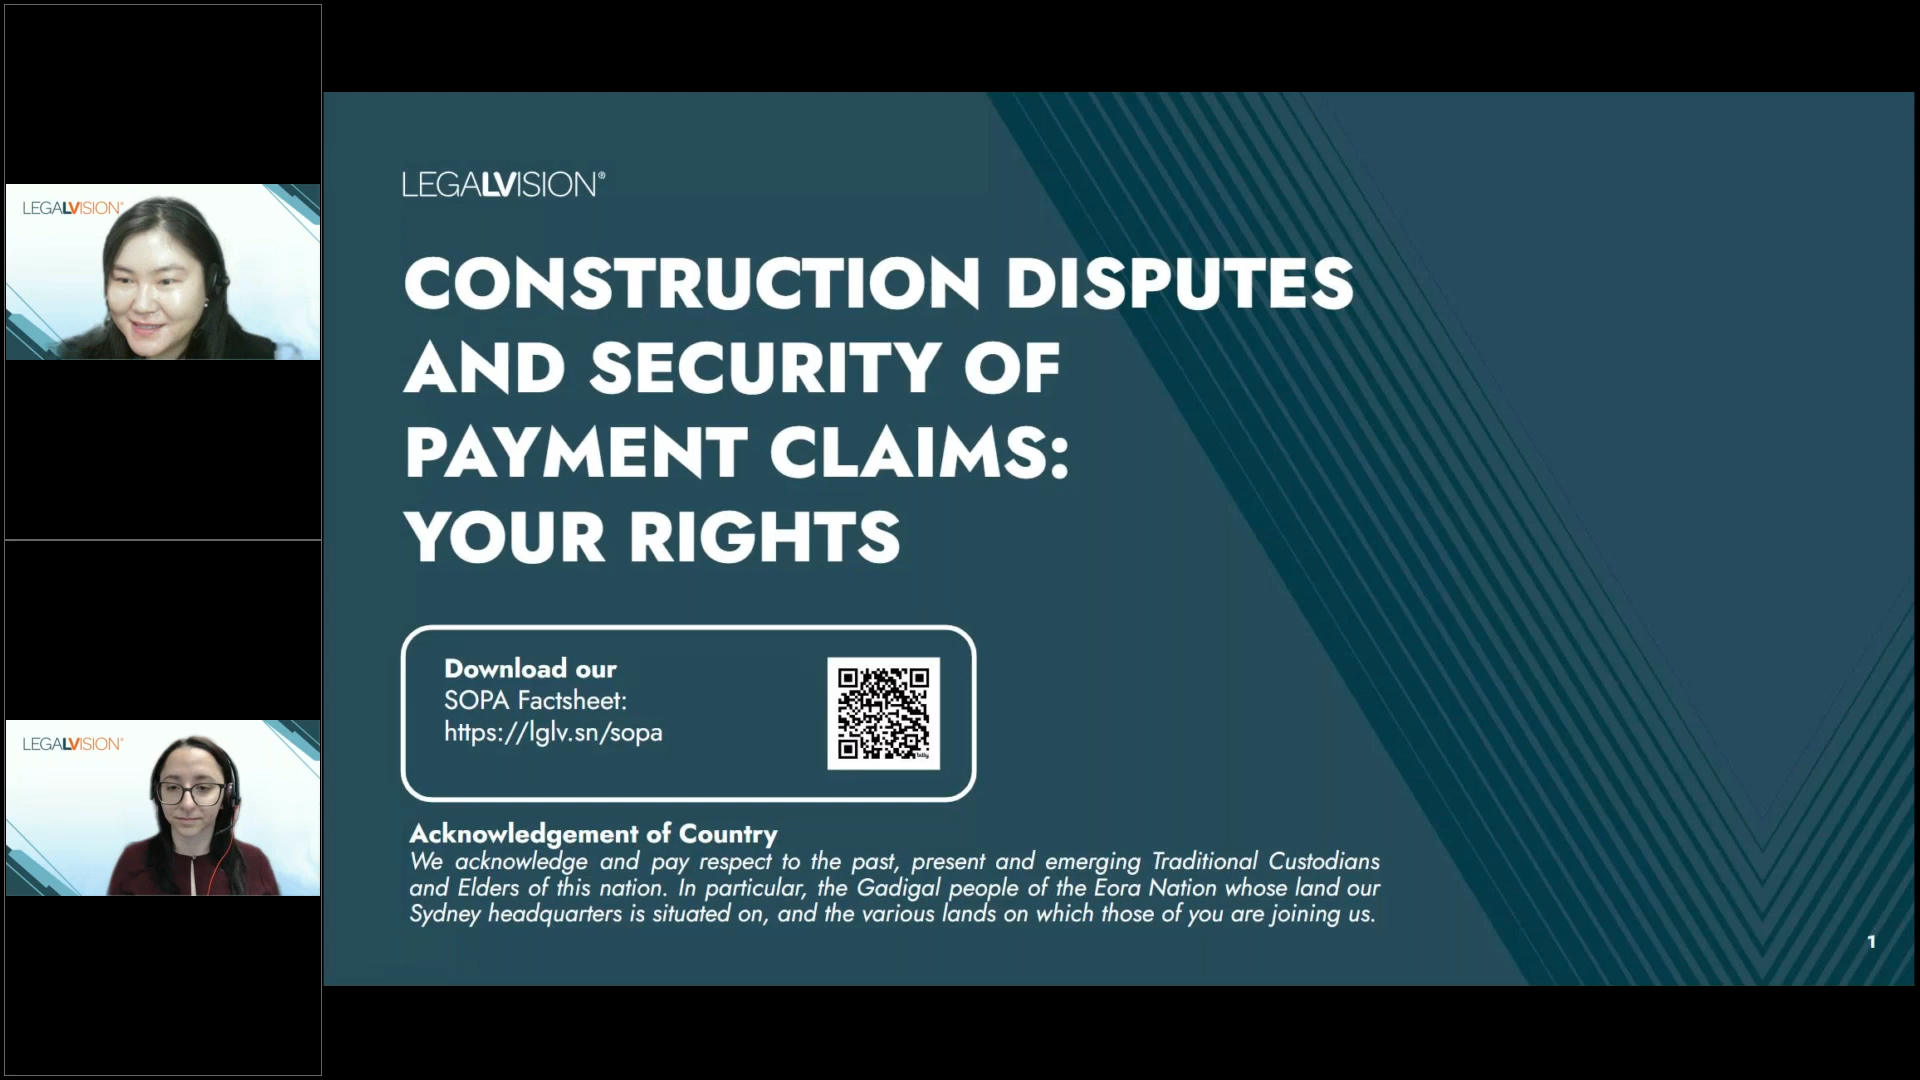 LEGALVISION®
LEGALVISION®
LEGALVISION®
CONSTRUCTION DISPUTES
AND SECURITY OF
PAYMENT CLAIMS:
YOUR RIGHTS
Download our
SOPA Factsheet:
https://lglv.sn/sopa
Acknowledgement of Country
We acknowledge and pay respect to the past, present and emerging Traditional Custodians
and Elders of this nation. In particular, the Gadigal people of the Eora Nation whose land our
Sydney headquarters is situated on, and the various lands on which those of you are joining us.
1